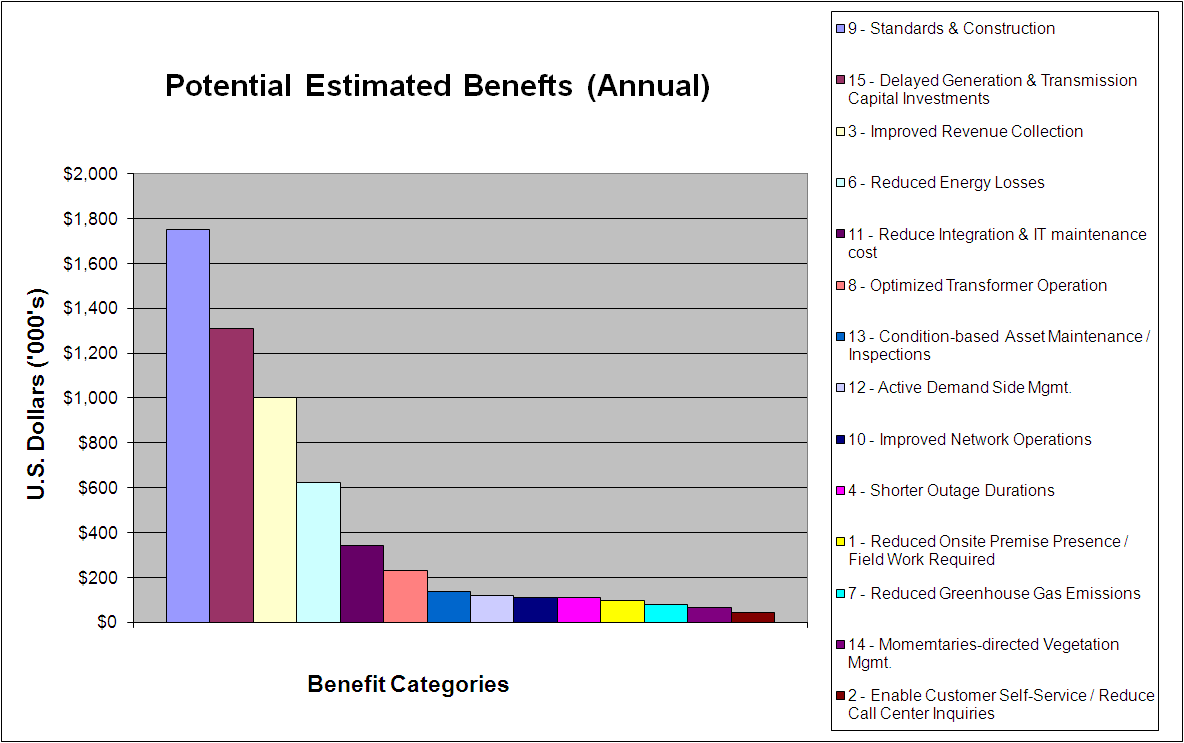 Potential Estimated Benefts (Annual)
$2,000
$1,800
$1,600
$1,400
$1,200
$1,000
$800
$600
$400
$200
$0
U.S. Dollars ('000's)
Benefit Categories
9 - Standards & Construction
15 - Delayed Generation & Transmission
Capital Investments
3 - Improved Revenue Collection
6 - Reduced Energy Losses
11 - Reduce Integration & IT maintenance
cost
8 - Optimized Transformer Operation
13 - Condition-based Asset Maintenance /
Inspections
12 - Active Demand Side Mgmt.
10 - Improved Network Operations
4 - Shorter Outage Durations
1 - Reduced Onsite Premise Presence /
Field Work Required
7 - Reduced Greenhouse Gas Emissions
14 - Momemtaries-directed Vegetation
Mgmt.
2 - Enable Customer Self-Service / Reduce
Call Center Inquiries